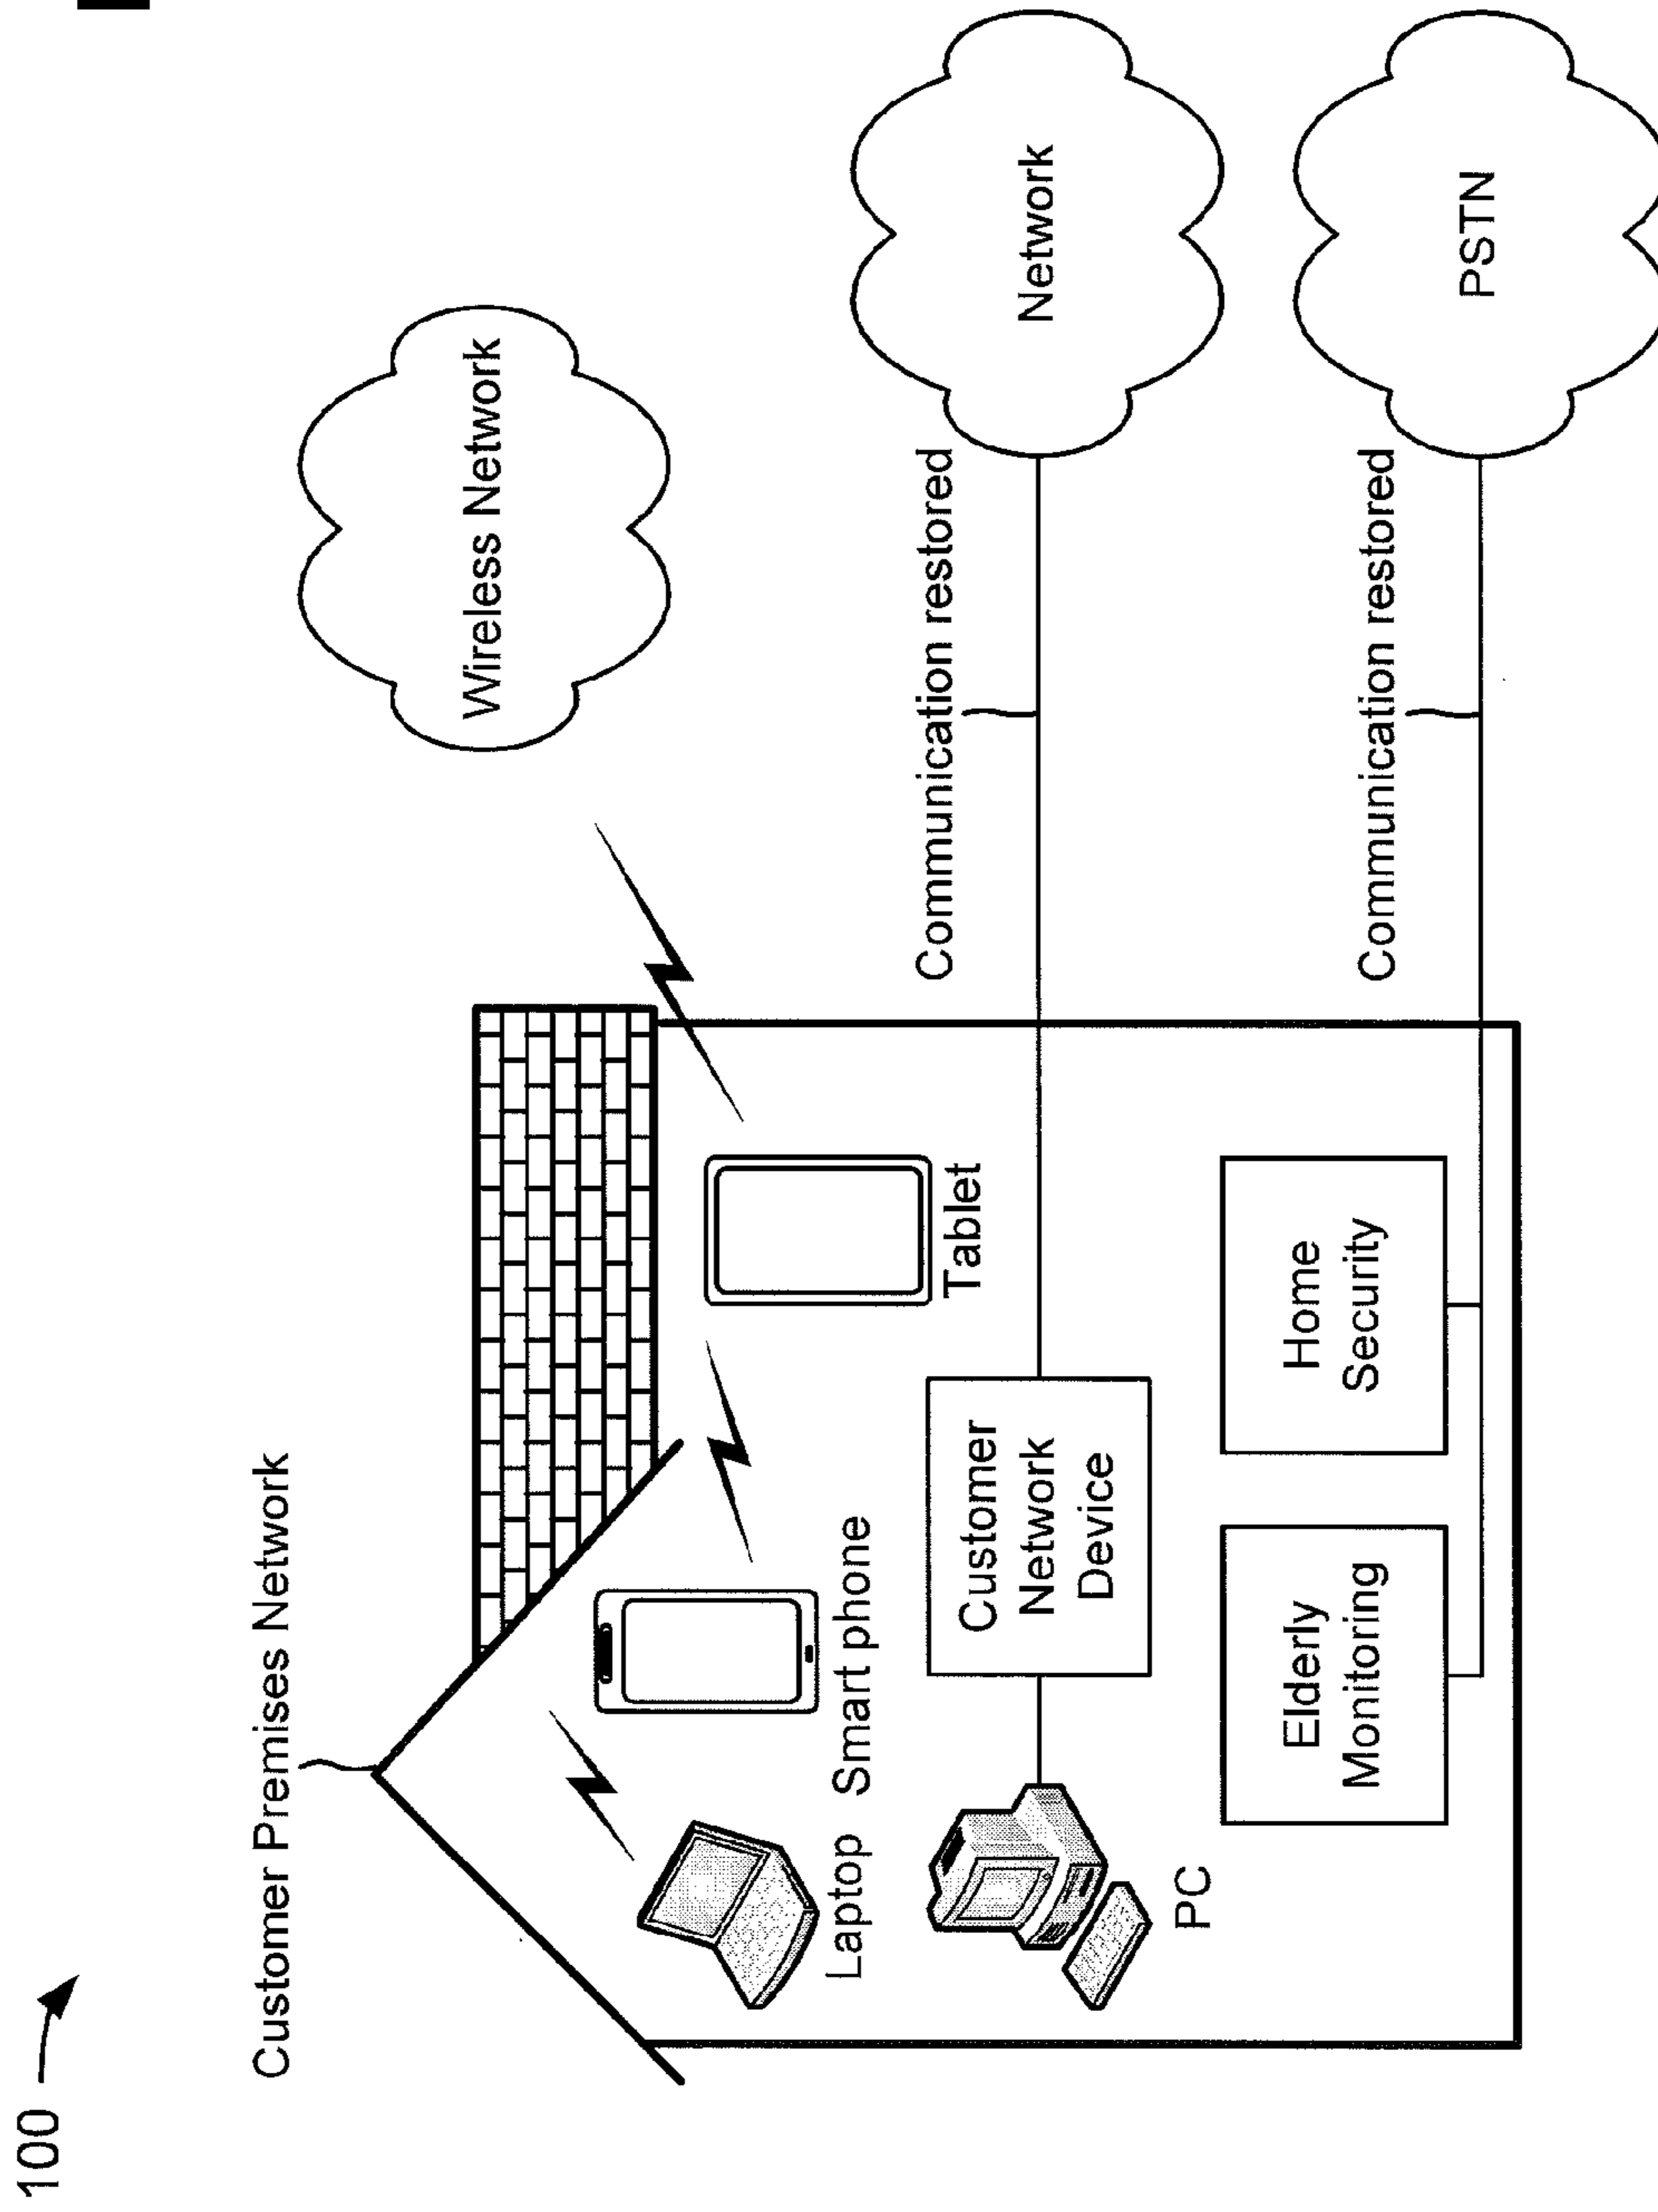 100
Customer Premises Network
Wireless Network
Laptop
Smart phone
Tablet
Communication restored
Network
Customer
Network
Device
PC
Communication restored
PSTN
Elderly
Monitoring
Home
Security